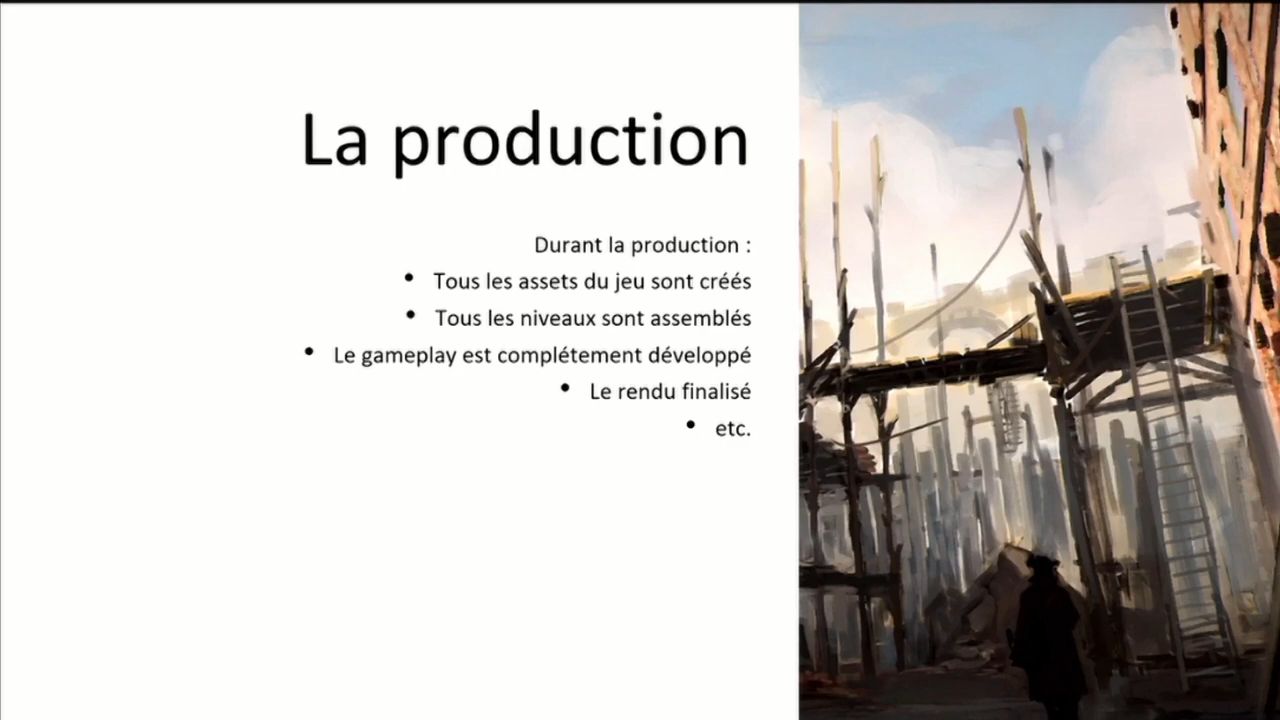 La production
Durant la production :
• Tous les assets du jeu sont créés
• Tous les niveaux sont assemblés
• Le gameplay est complétement développé
• Le rendu finalisé
• etc.